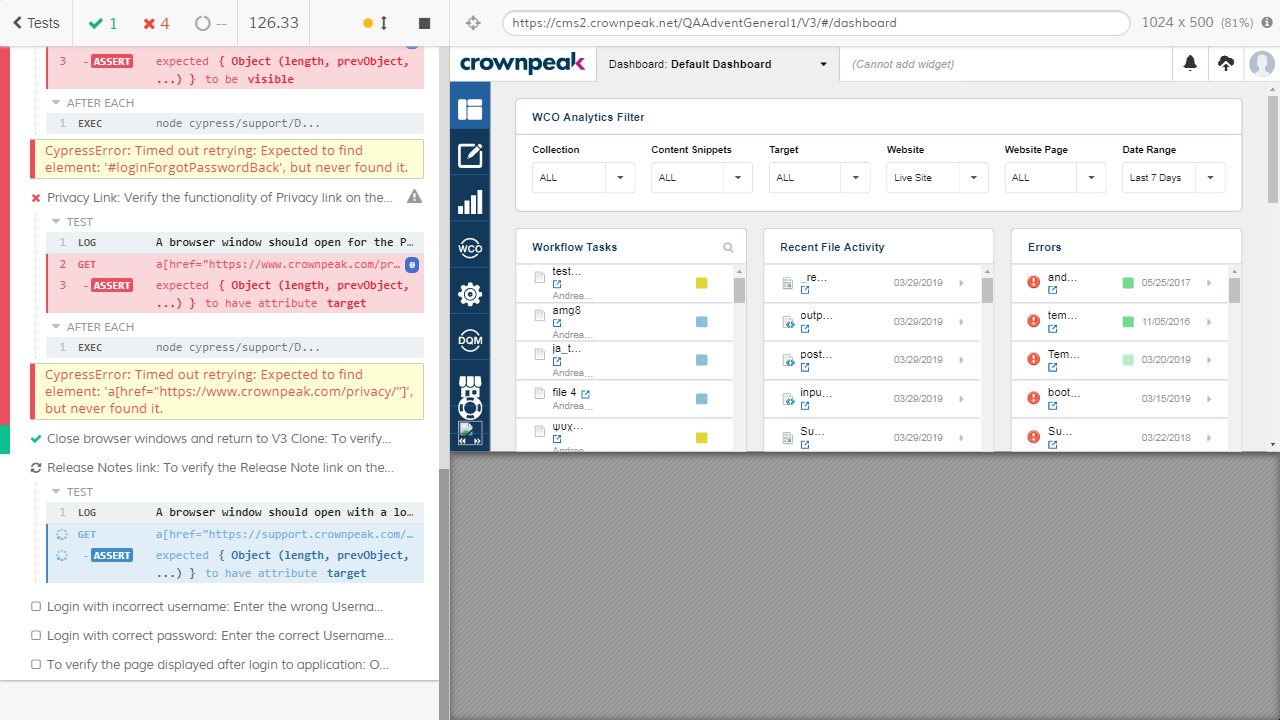 Tests
1
4
--
126.33
https://cms2.crownpeak.net/QAAdventGeneral1/V3/#/dashboard
1024 x 500 (81%)
3 - ASSERT expected { Object (length, prevObject,
...) } to be visible
AFTER EACH
1 EXEC node cypress/support/D...
CypressError: Timed out retrying: Expected to find
element: '#loginForgotPasswordBack', but never found it.
Privacy Link: Verify the functionality of Privacy link on the...
TEST
1 LOG A browser window should open for the P...
2 GET a[href="https://www.crownpeak.com/pr... 0
3 - ASSERT expected { Object (length, prevObject,
...) } to have attribute target
AFTER EACH
1 EXEC node cypress/support/D...
CypressError: Timed out retrying: Expected to find
element: 'a[href="https://www.crownpeak.com/privacy/"]',
but never found it.
Close browser windows and return to V3 Clone: To verify...
Release Notes link: To verify the Release Note link on the...
TEST
1 LOG A browser window should open with a lo...
GET a[href="https://support.crownpeak.com/...
- ASSERT expected { Object (length, prevObject,
...) } to have attribute target
Login with incorrect username: Enter the wrong Userna...
Login with correct password: Enter the correct Username...
To verify the page displayed after login to application: O...
crownpeak
Dashboard: Default Dashboard
(Cannot add widget)
WCO
DQM
WCO Analytics Filter
Collection Content Snippets Target Website Website Page Date Range
ALL ALL ALL Live Site ALL Last 7 Days
Workflow Tasks
test...
Andrea...
amg8
Andrea...
ja_t...
Andrea...
file 4
Andrea...
ψυχ...
Andrea...
Recent File Activity
_re... 03/29/2019
outp... 03/29/2019
post... 03/29/2019
inpu... 03/29/2019
Su... 03/29/2019
Errors
and... 05/25/2017
tem... 11/05/2016
Tem... 03/20/2019
boot... 03/15/2019
Su... 03/22/2018